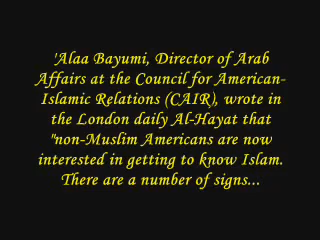 'Alaa Bayumi, Director of Arab
Affairs at the Council for American-
Islamic Relations (CAIR), wrote in
the London daily Al-Hayat that
"non-Muslim Americans are now
interested in getting to know Islam.
There are a number of signs...